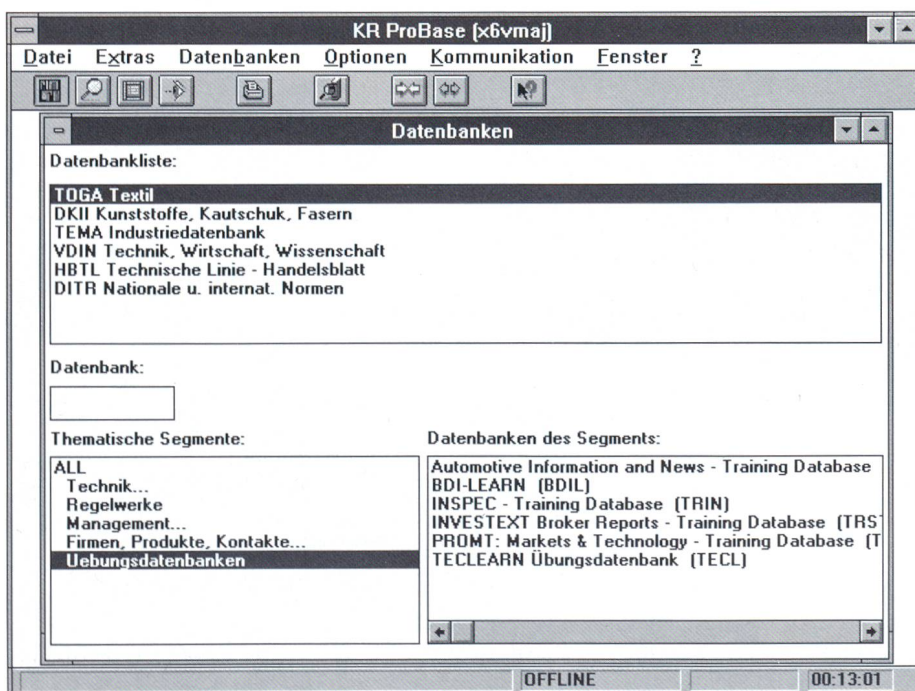 KR ProBase (x6vmaj)
Datei Extras Datenbanken Optionen Kommunikation Fenster ?
Datenbanken
Datenbankliste:
TOGA Textil
DKII Kunststoffe, Kautschuk, Fasern
TEMA Industriedatenbank
VDIN Technik, Wirtschaft, Wissenschaft
HBTL Technische Linie - Handelsblatt
DITR Nationale u. internat. Normen
Datenbank:
Thematische Segmente:
ALL
Technik...
Regelwerke
Management...
Firmen, Produkte, Kontakte...
Uebungsdatenbanken
Datenbanken des Segments:
Automotive Information and News - Training Database
BDI-LEARN (BDIL)
INSPEC - Training Database (TRIN)
INVESTEXT Broker Reports - Training Database (TRS
PROMT: Markets & Technology - Training Database (T
TECLEARN Übungsdatenbank (TECL)
OFFLINE 00:13:01